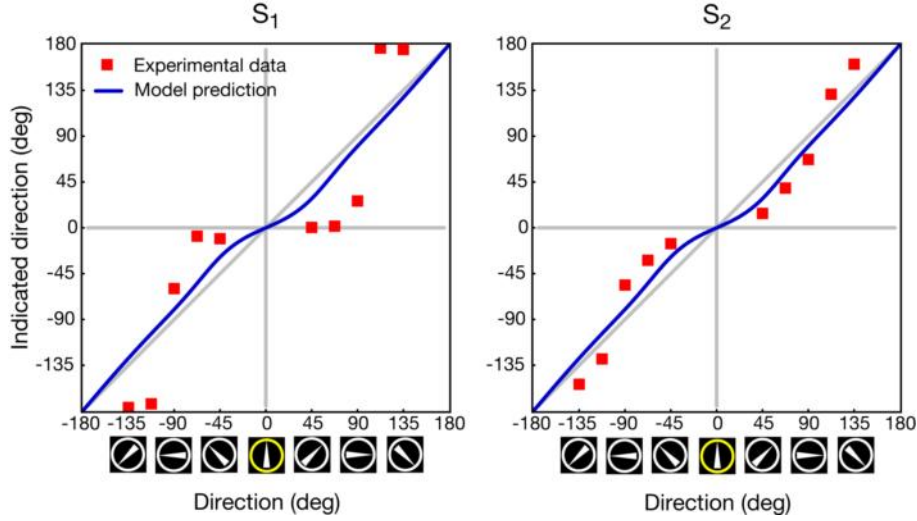 S₁
S₂
180
135
90
45
0
-45
-90
-135
-180
Experimental data
Model prediction
Indicated direction (deg)
180
135
90
45
0
-45
-90
-135
-180 -135 -90 -45 0 45 90 135 180
-180 -135 -90 -45 0 45 90 135 180
Direction (deg)
Direction (deg)